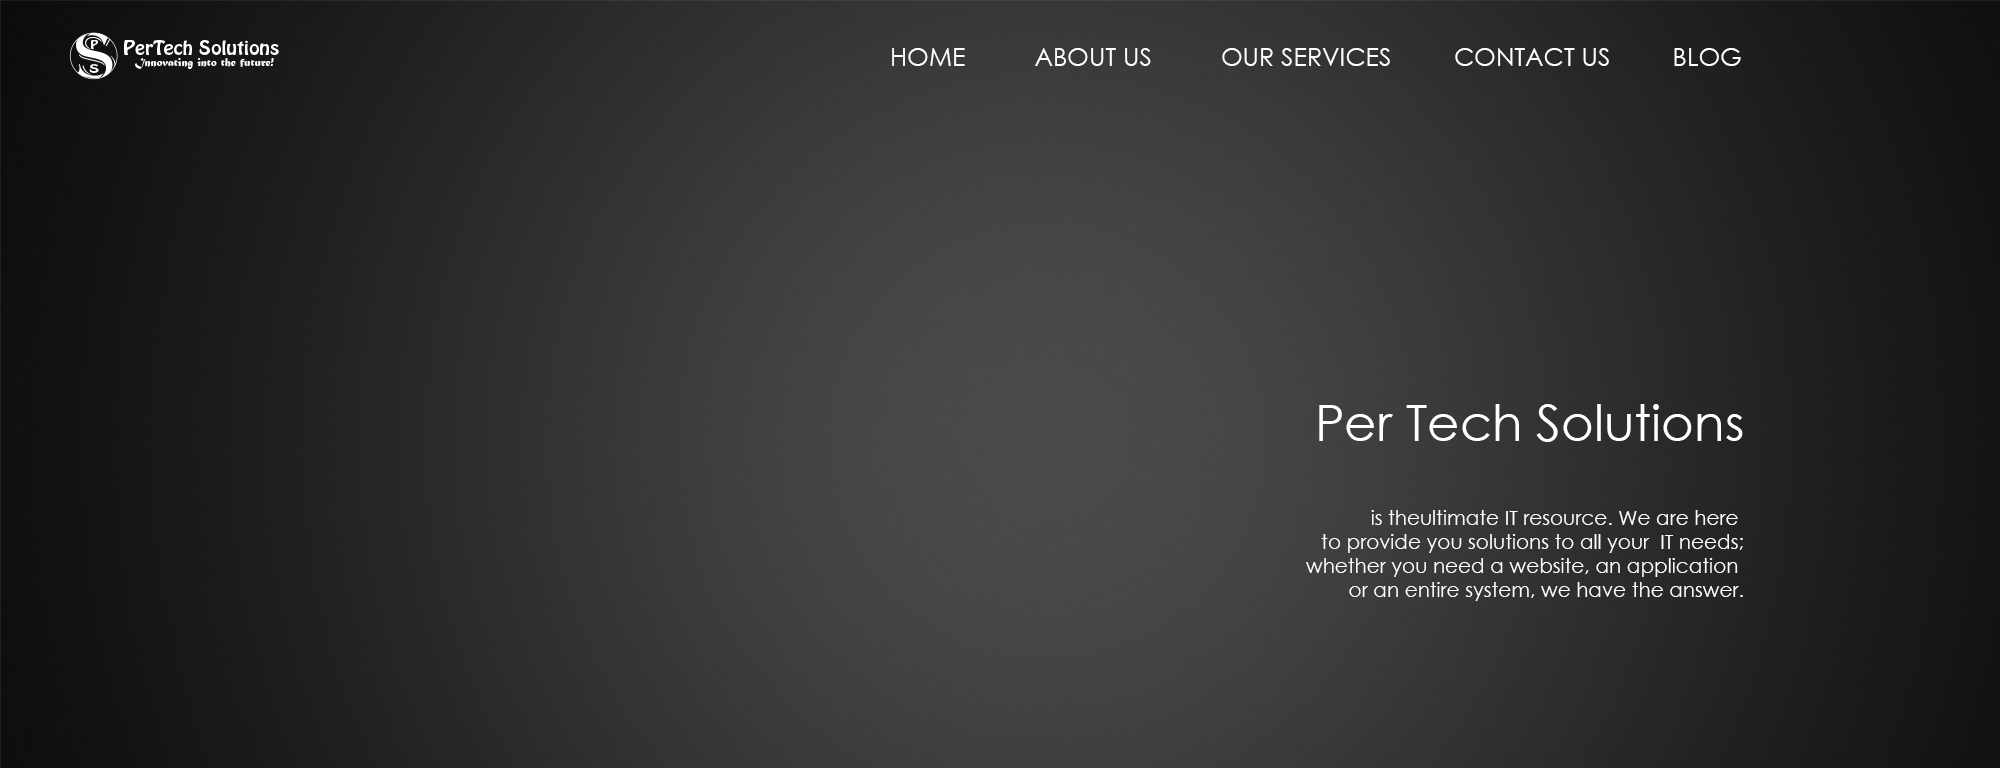 P
S
PerTech Solutions
Innovating into the future!
HOME ABOUT US OUR SERVICES CONTACT US BLOG
Per Tech Solutions
is theultimate IT resource. We are here
to provide you solutions to all your  IT needs;
whether you need a website, an application
or an entire system, we have the answer.